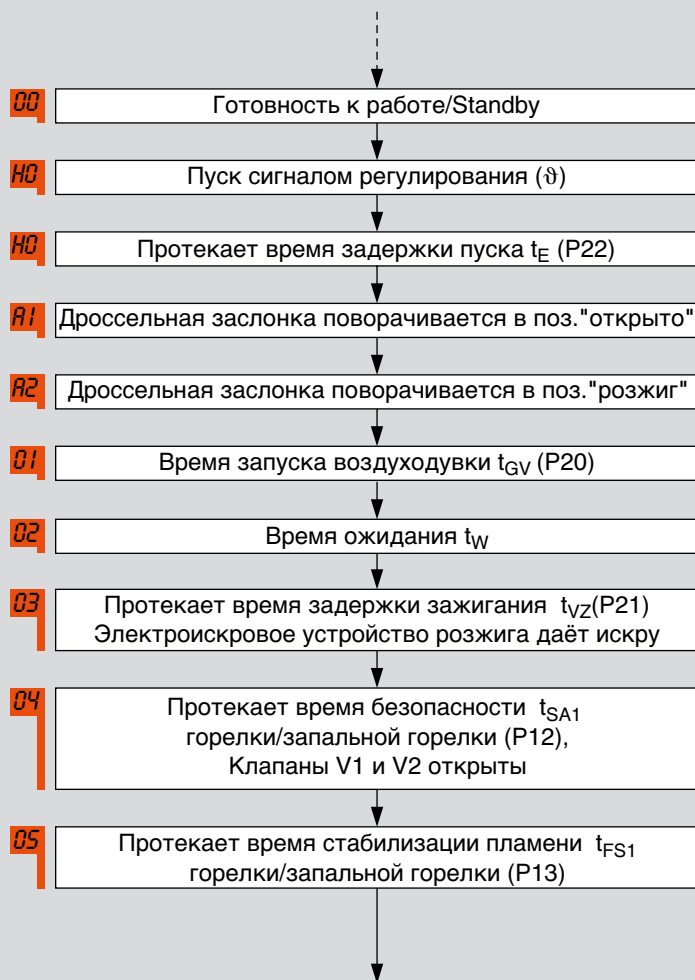 00 Готовность к работе/Standby
H0 Пуск сигналом регулирования (ϑ)
H0 Протекает время задержки пуска tE (P22)
A1 Дроссельная заслонка поворачивается в поз."открыто"
A2 Дроссельная заслонка поворачивается в поз."розжиг"
01 Время запуска воздуходувки tGV (P20)
02 Время ожидания tW
03 Протекает время задержки зажигания tVZ(P21)
Электроискровое устройство розжига даёт искру
04 Протекает время безопасности tSA1
горелки/запальной горелки (P12),
Клапаны V1 и V2 открыты
05 Протекает время стабилизации пламени tFS1
горелки/запальной горелки (P13)